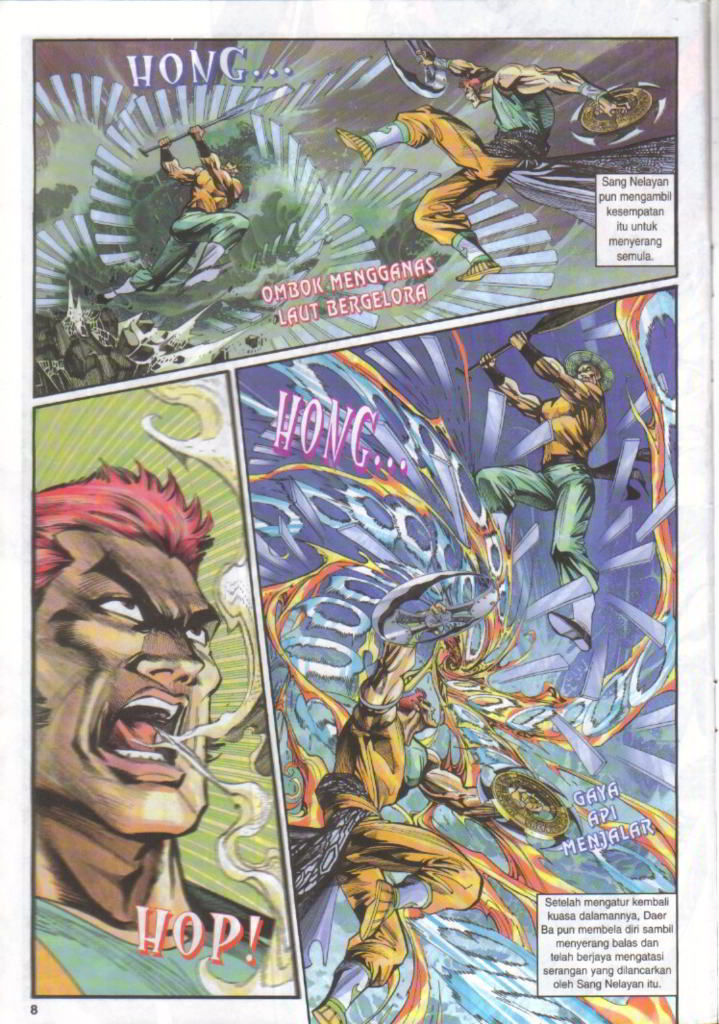 HONG...
Sang Nelayan
pun mengambil
kesempatan
itu untuk
menyerang
semula.
OMBOK MENGGANAS
LAUT BERGELORA
HONG...
HOP!
GAYA
API
MENJALAR
Setelah mengatur kembali
kuasa dalamannya, Daer
Ba pun membela diri sambil
menyerang balas dan
telah berjaya mengatasi
serangan yang dilancarkan
oleh Sang Nelayan itu.
8